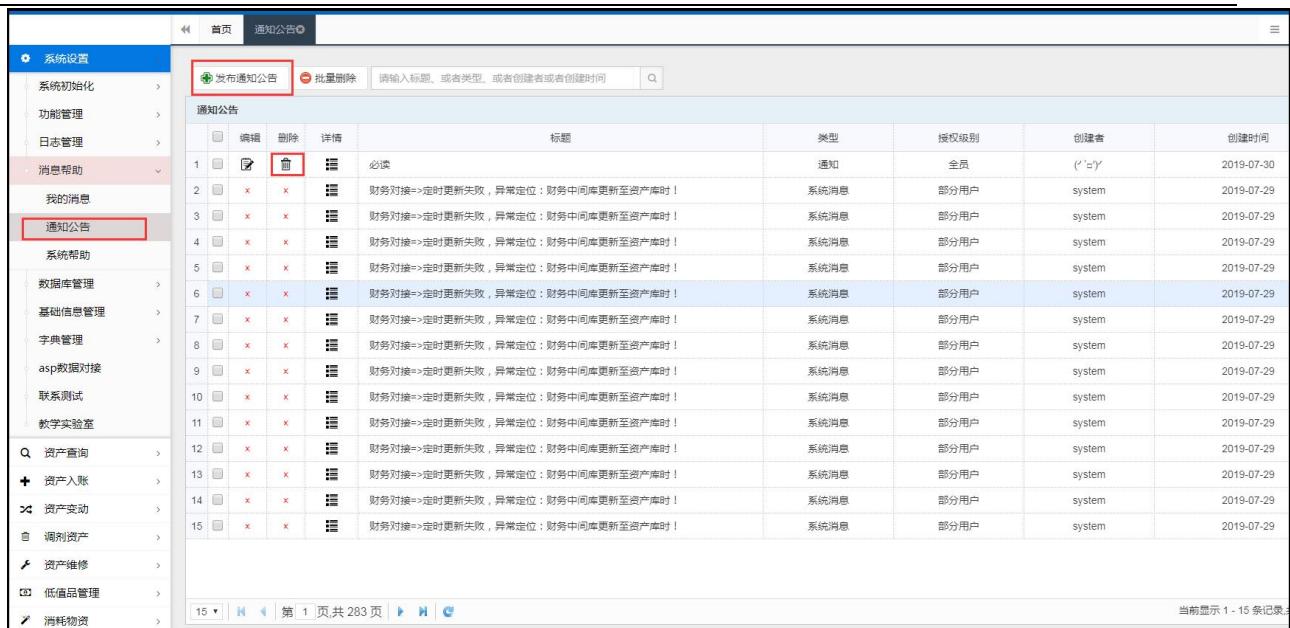 首页 通知公告
系统设置
系统初始化
功能管理
日志管理
消息帮助
我的消息
通知公告
系统帮助
数据库管理
基础信息管理
字典管理
asp数据对接
联系测试
教学实验室
资产查询
资产入账
资产变动
调剂资产
资产维修
低值品管理
消耗物资
发布通知公告 批量删除 请输入标题、或者类型、或者创建者或者创建时间
通知公告
编辑 删除 详情 标题 类型 授权级别 创建者 创建时间
1 必读 通知 全员 2019-07-30
2 x x 财务对接=>定时更新失败，异常定位：财务中间库更新至资产库时！ 系统消息 部分用户 system 2019-07-29
3 x x 财务对接=>定时更新失败，异常定位：财务中间库更新至资产库时！ 系统消息 部分用户 system 2019-07-29
4 x x 财务对接=>定时更新失败，异常定位：财务中间库更新至资产库时！ 系统消息 部分用户 system 2019-07-29
5 x x 财务对接=>定时更新失败，异常定位：财务中间库更新至资产库时！ 系统消息 部分用户 system 2019-07-29
6 x x 财务对接=>定时更新失败，异常定位：财务中间库更新至资产库时！ 系统消息 部分用户 system 2019-07-29
7 x x 财务对接=>定时更新失败，异常定位：财务中间库更新至资产库时！ 系统消息 部分用户 system 2019-07-29
8 x x 财务对接=>定时更新失败，异常定位：财务中间库更新至资产库时！ 系统消息 部分用户 system 2019-07-29
9 x x 财务对接=>定时更新失败，异常定位：财务中间库更新至资产库时！ 系统消息 部分用户 system 2019-07-29
10 x x 财务对接=>定时更新失败，异常定位：财务中间库更新至资产库时！ 系统消息 部分用户 system 2019-07-29
11 x x 财务对接=>定时更新失败，异常定位：财务中间库更新至资产库时！ 系统消息 部分用户 system 2019-07-29
12 x x 财务对接=>定时更新失败，异常定位：财务中间库更新至资产库时！ 系统消息 部分用户 system 2019-07-29
13 x x 财务对接=>定时更新失败，异常定位：财务中间库更新至资产库时！ 系统消息 部分用户 system 2019-07-29
14 x x 财务对接=>定时更新失败，异常定位：财务中间库更新至资产库时！ 系统消息 部分用户 system 2019-07-29
15 x x 财务对接=>定时更新失败，异常定位：财务中间库更新至资产库时！ 系统消息 部分用户 system 2019-07-29
15 第 1 页,共 283 页 当前显示 1 - 15 条记录,